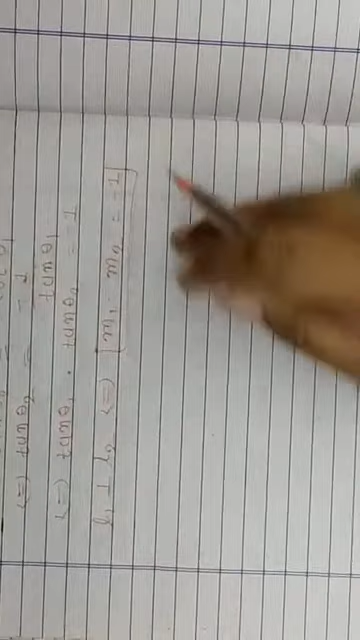 ⇔ tanθ₂ = -1/tanθ₁
⇔ tanθ₁ · tanθ₂ = -1
l₁ ⊥ l₂ ⇔ m₁ · m₂ = -1